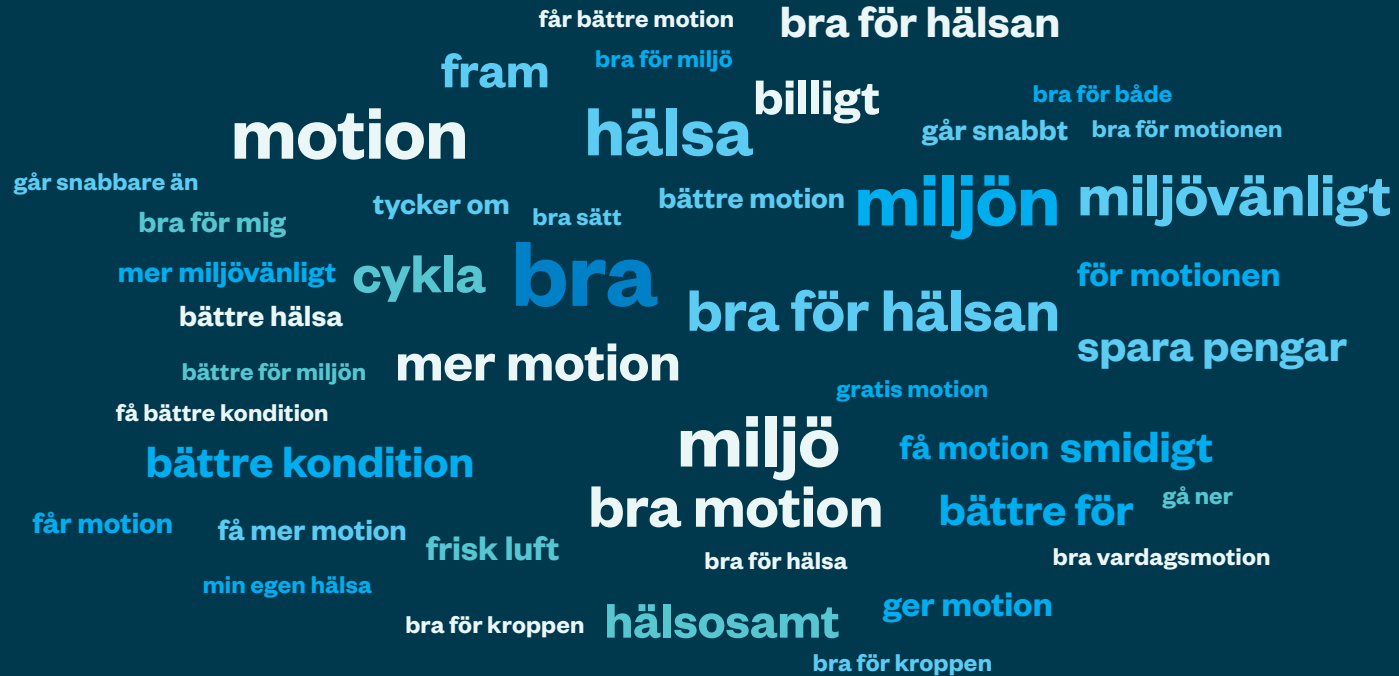 får bättre motion
bra för hälsan
fram
bra för miljö
billigt
bra för både
motion
hälsa
går snabbt
bra för motionen
går snabbare än
tycker om
bra sätt
bättre motion
miljön
miljövänligt
bra för mig
mer miljövänligt
cykla
bra
för motionen
bättre hälsa
bra för hälsan
spara pengar
bättre för miljön
mer motion
gratis motion
få bättre kondition
miljö
få motion
smidigt
bättre kondition
bra motion
bättre för
gå ner
får motion
få mer motion
frisk luft
bra för hälsa
bra vardagsmotion
min egen hälsa
bra för kroppen
hälsosamt
ger motion
bra för kroppen